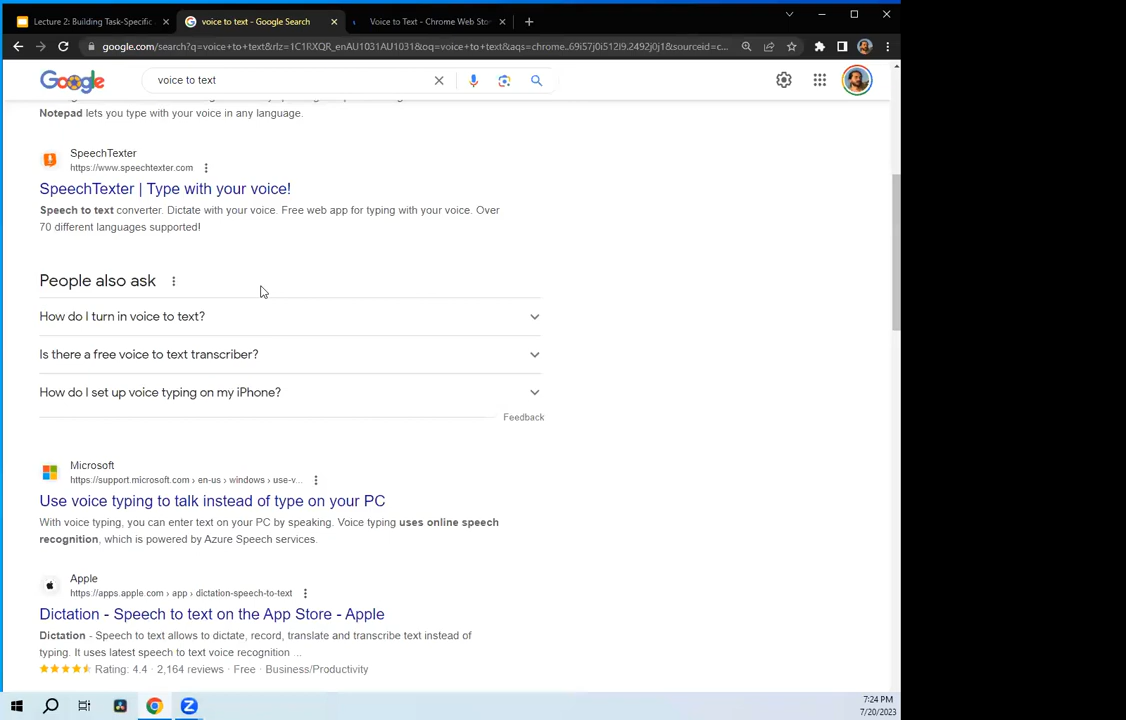 Lecture 2: Building Task-Specific
voice to text - Google Search
Voice to Text - Chrome Web Sto
google.com/search?q=voice+to+text&rlz=1C1RXQR_enAU1031AU1031&oq=voice+to+text&aqs=chrome..69i57j0i512l9.2492j0j1&sourceid=c...
Google
voice to text
Notepad lets you type with your voice in any language.
SpeechTexter
https://www.speechtexter.com
SpeechTexter | Type with your voice!
Speech to text converter. Dictate with your voice. Free web app for typing with your voice. Over
70 different languages supported!
People also ask
How do I turn in voice to text?
Is there a free voice to text transcriber?
How do I set up voice typing on my iPhone?
Feedback
Microsoft
https://support.microsoft.com › en-us › windows › use-v...
Use voice typing to talk instead of type on your PC
With voice typing, you can enter text on your PC by speaking. Voice typing uses online speech
recognition, which is powered by Azure Speech services.
Apple
https://apps.apple.com › app › dictation-speech-to-text
Dictation - Speech to text on the App Store - Apple
Dictation - Speech to text allows to dictate, record, translate and transcribe text instead of
typing. It uses latest speech to text voice recognition ...
Rating: 4.4 · 2,164 reviews · Free · Business/Productivity
7:24 PM
7/20/2023